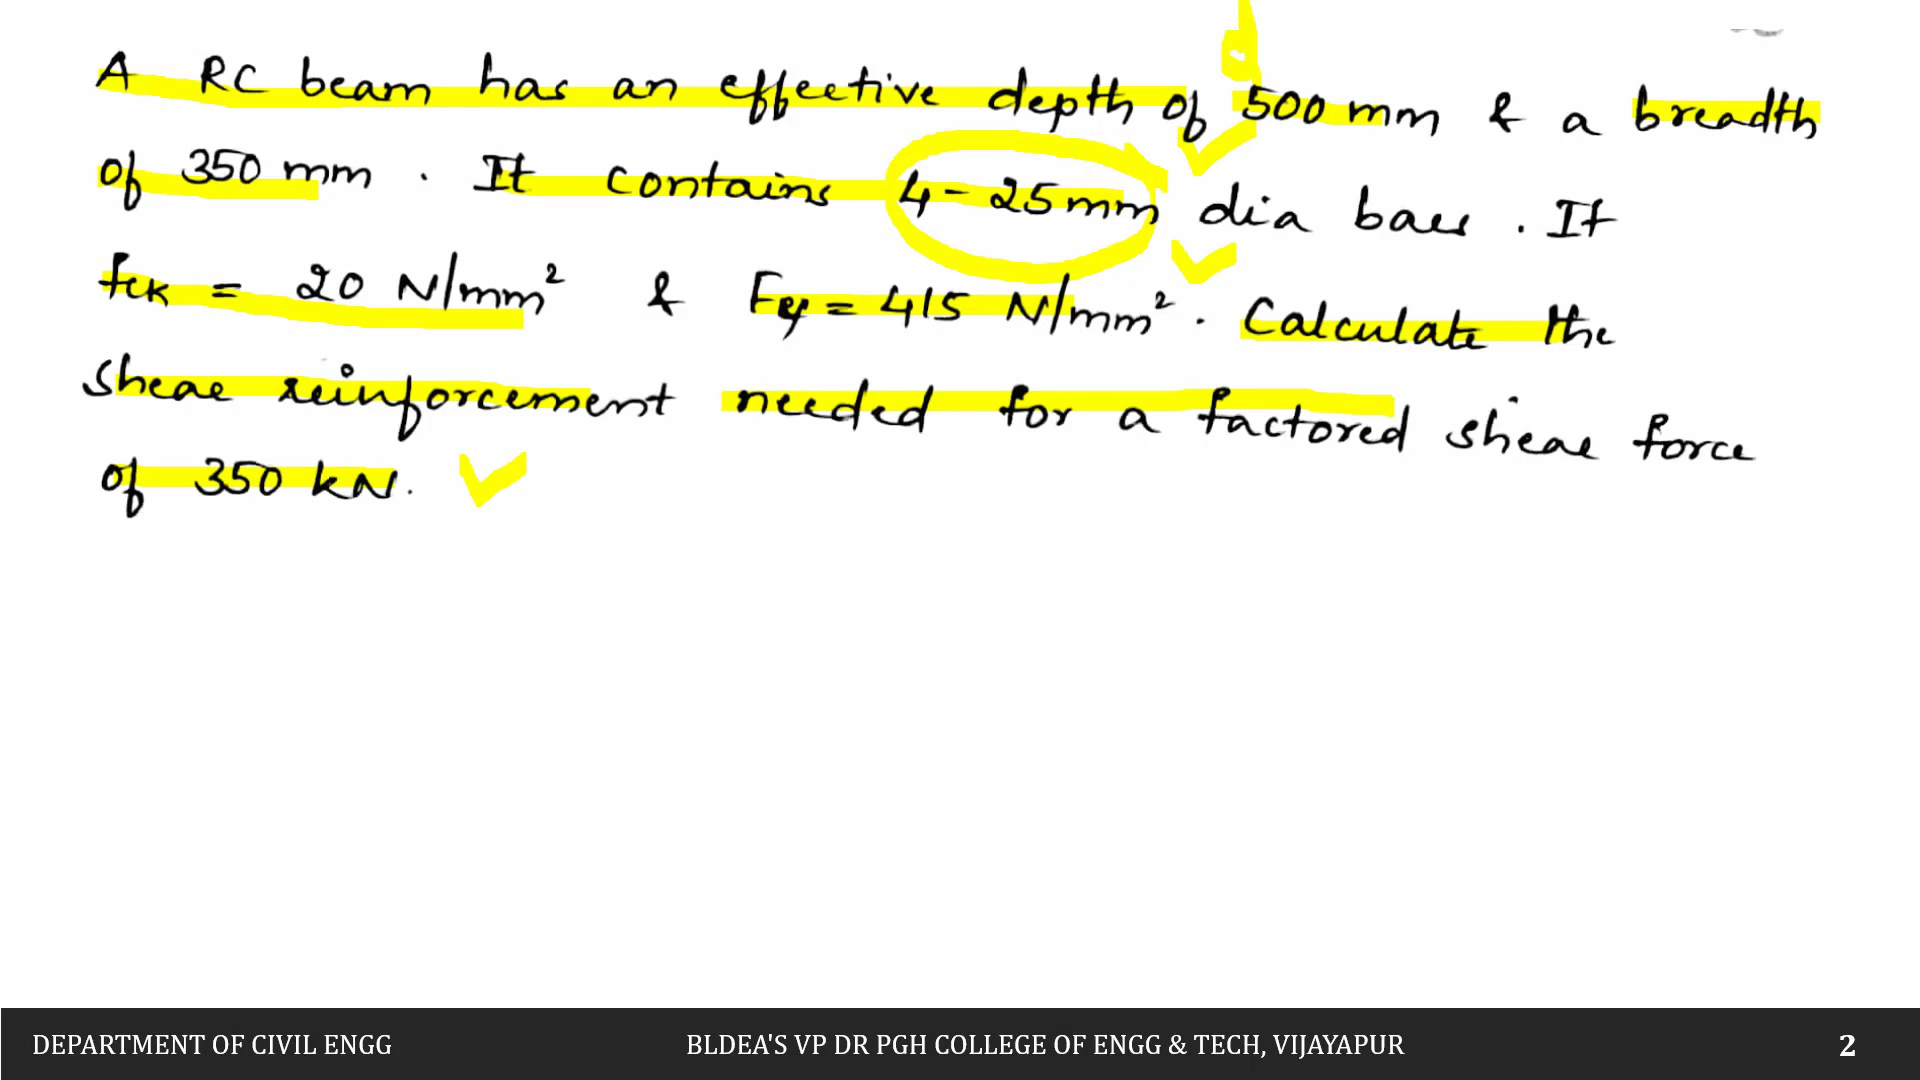 A RC beam has an effective depth of 500 mm & a breadth
of 350 mm . It contains 4 - 25 mm dia bars . If
fck = 20 N/mm² & Fy = 415 N/mm² . Calculate the
shear reinforcement needed for a factored shear force
of 350 kN .
d
DEPARTMENT OF CIVIL ENGG BLDEA'S VP DR PGH COLLEGE OF ENGG & TECH, VIJAYAPUR 2